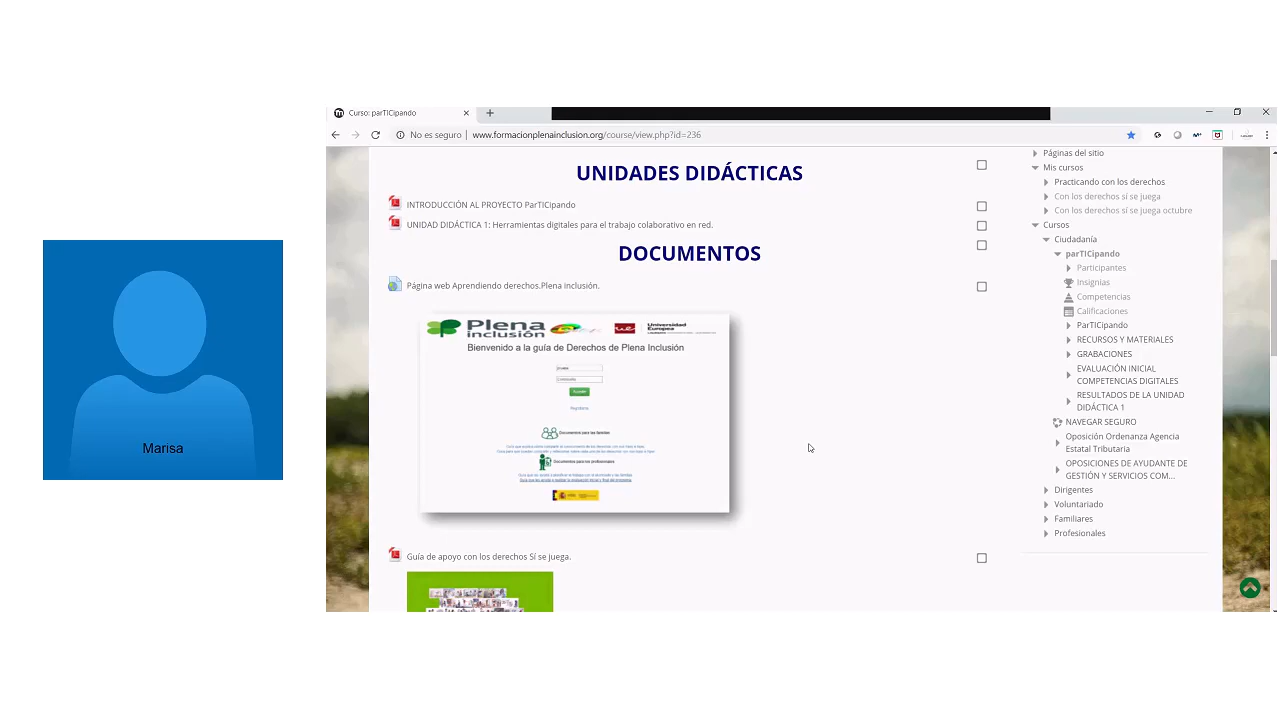 Marisa
Curso: parTICipando
No es seguro | www.formacionplenainclusion.org/course/view.php?id=236
UNIDADES DIDÁCTICAS
INTRODUCCIÓN AL PROYECTO ParTICipando
UNIDAD DIDÁCTICA 1: Herramientas digitales para el trabajo colaborativo en red.
DOCUMENTOS
Página web Aprendiendo derechos.Plena inclusión.
Plena
inclusión
ue
Universidad
Europea
Bienvenido a la guía de Derechos de Plena Inclusión
Documentos para las familias
Documentos para los profesionales
Guía de apoyo con los derechos Sí se juega.
Páginas del sitio
Mis cursos
Practicando con los derechos
Con los derechos sí se juega
Con los derechos sí se juega octubre
Cursos
Ciudadanía
parTICipando
Participantes
Insignias
Competencias
Calificaciones
ParTICipando
RECURSOS Y MATERIALES
GRABACIONES
EVALUACIÓN INICIAL
COMPETENCIAS DIGITALES
RESULTADOS DE LA UNIDAD
DIDÁCTICA 1
NAVEGAR SEGURO
Oposición Ordenanza Agencia
Estatal Tributaria
OPOSICIONES DE AYUDANTE DE
GESTIÓN Y SERVICIOS COM...
Dirigentes
Voluntariado
Familiares
Profesionales